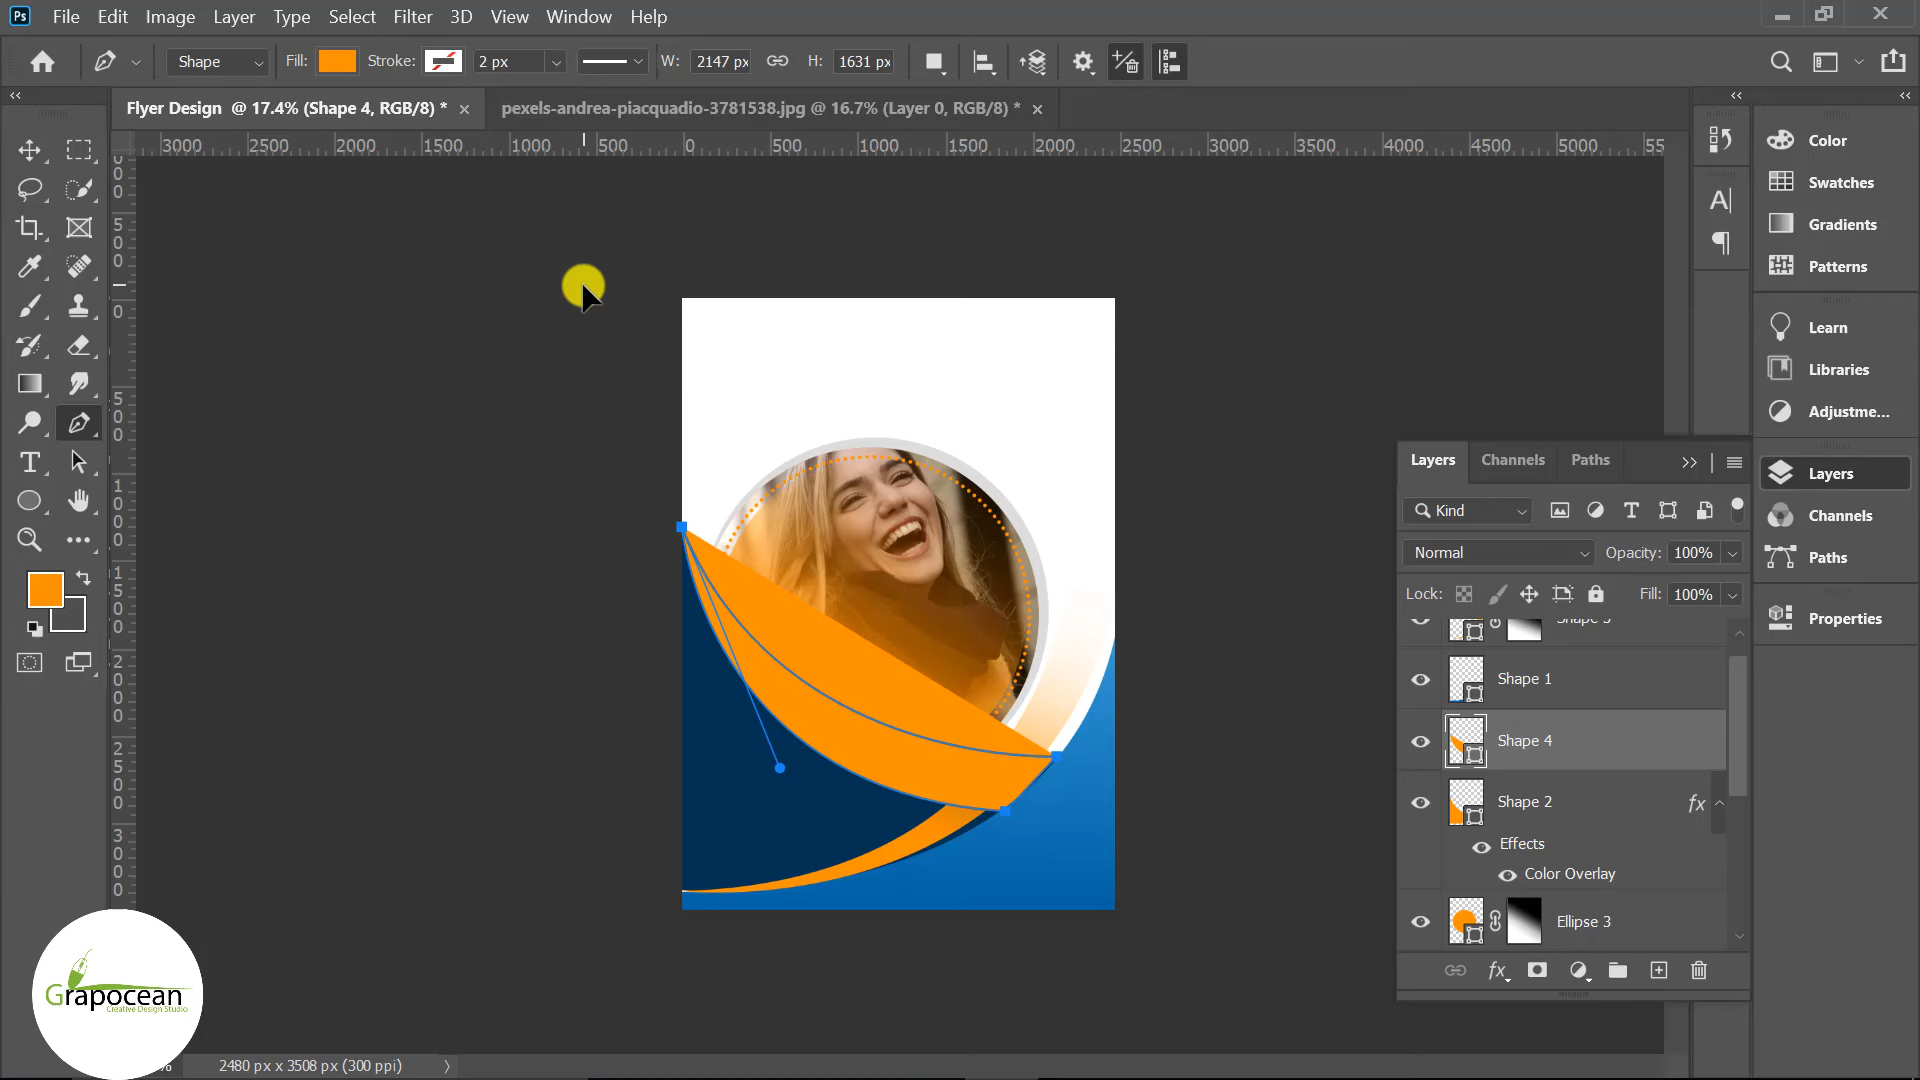 Ps File Edit Image Layer Type Select Filter 3D View Window Help
Shape Fill: Stroke: 2 px W: 2147 px H: 1631 px
Flyer Design @ 17.4% (Shape 4, RGB/8) * × pexels-andrea-piacquadio-3781538.jpg @ 16.7% (Layer 0, RGB/8) * ×
3000 2500 2000 1500 1000 500 0 500 1000 1500 2000 2500 3000 3500 4000 4500 5000 55
Color
Swatches
Gradients
Patterns
Learn
Libraries
Adjustme...
Layers
Channels
Paths
Properties
Layers Channels Paths
Kind
Normal Opacity: 100%
Lock: Fill: 100%
Shape 1
Shape 4
Shape 2 fx
Effects
Color Overlay
Ellipse 3
fx
Grapocean
Creative Design Studio
% 2480 px x 3508 px (300 ppi)